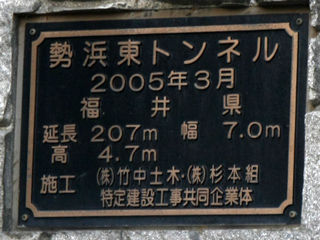 勢浜東トンネル
2005年3月
福井県
延長 207m 幅 7.0m
高 4.7m
施工 ㈱竹中土木・㈱杉本組
特定建設工事共同企業体